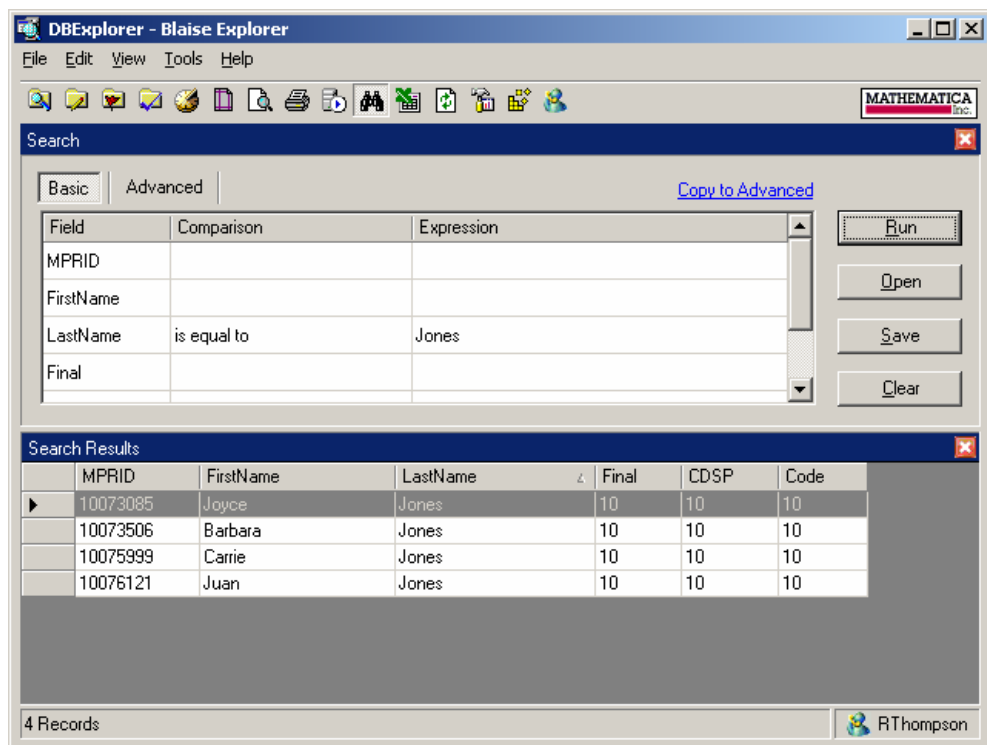 DBExplorer - Blaise Explorer
File Edit View Tools Help
MATHEMATICA
Inc.
Search
Basic Advanced Copy to Advanced
Field Comparison Expression
Run
MPRID
Open
FirstName
LastName is equal to Jones
Save
Final
Clear
Search Results
MPRID FirstName LastName Final CDSP Code
10073085 Joyce Jones 10 10 10
10073506 Barbara Jones 10 10 10
10075999 Carrie Jones 10 10 10
10076121 Juan Jones 10 10 10
4 Records RThompson